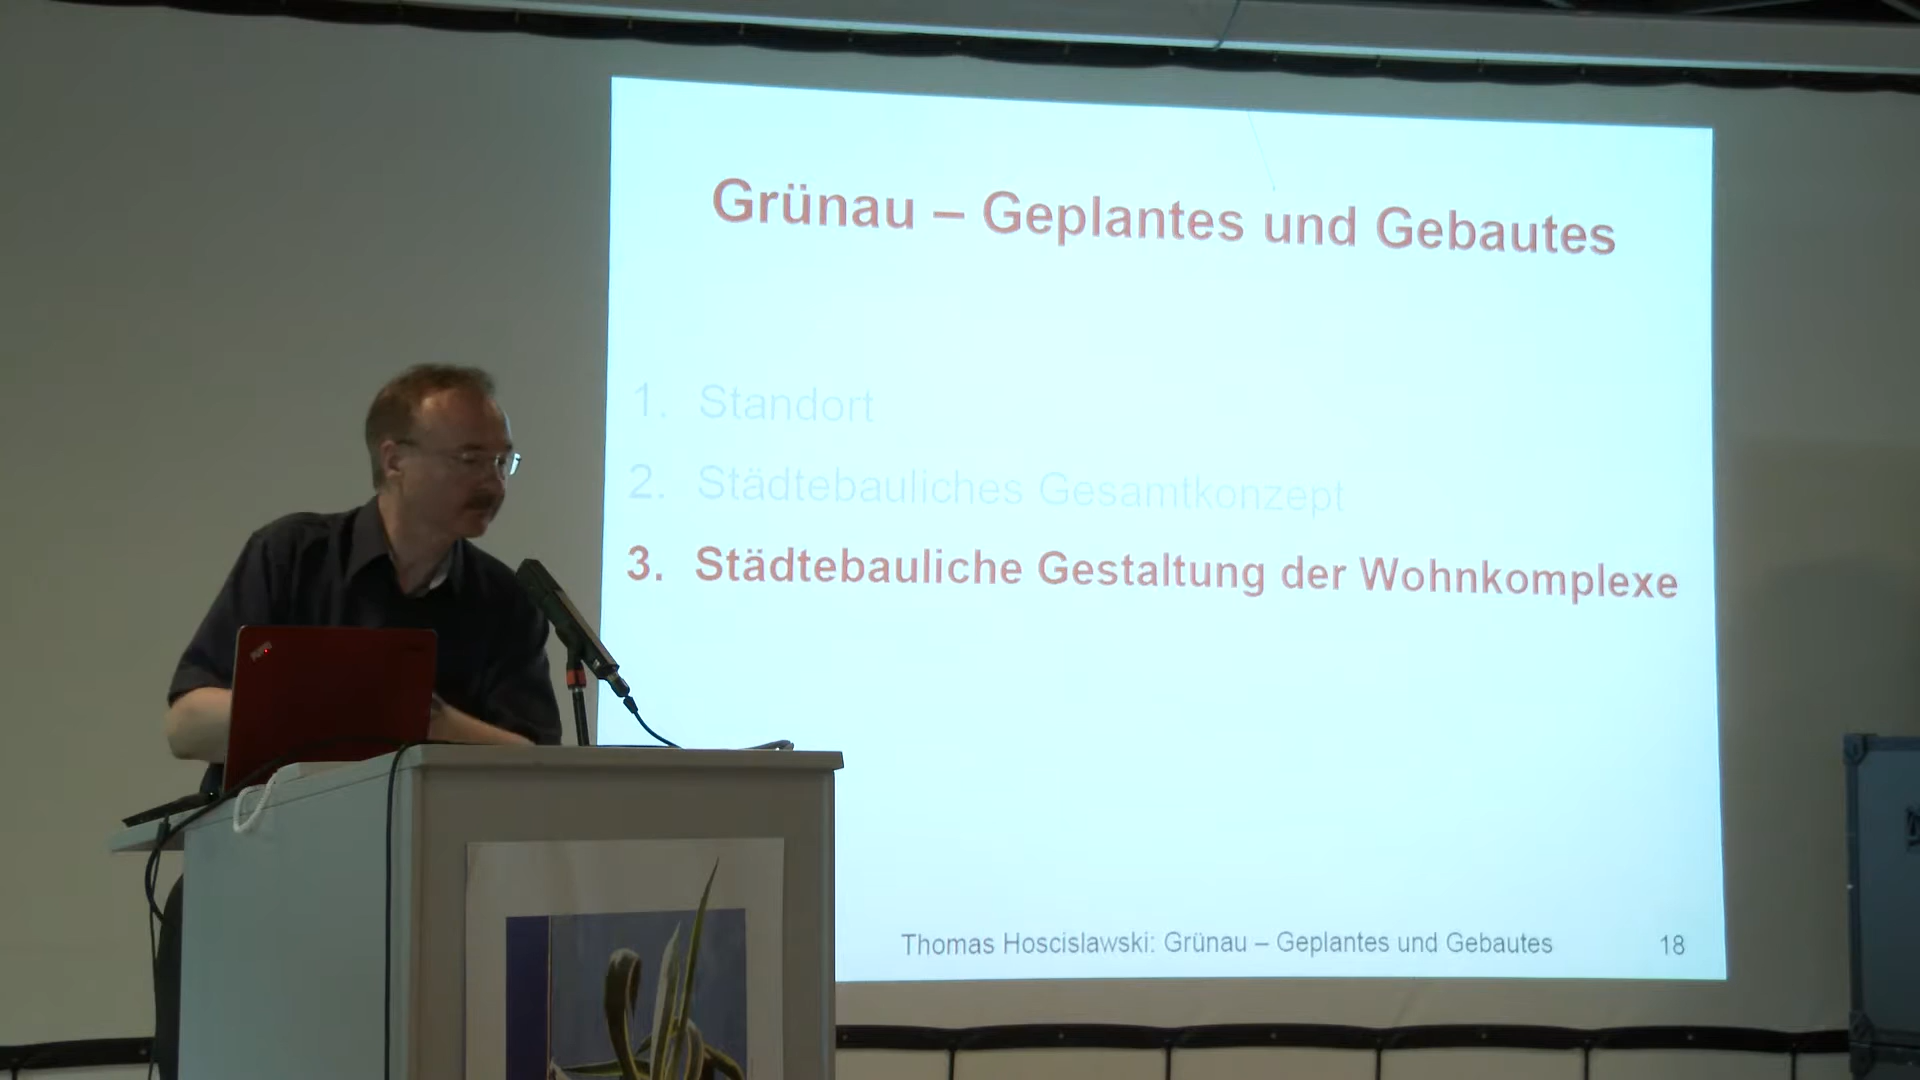 Grünau – Geplantes und Gebautes
1. Standort
2. Städtebauliches Gesamtkonzept
3. Städtebauliche Gestaltung der Wohnkomplexe
Thomas Hoscislawski: Grünau – Geplantes und Gebautes 18